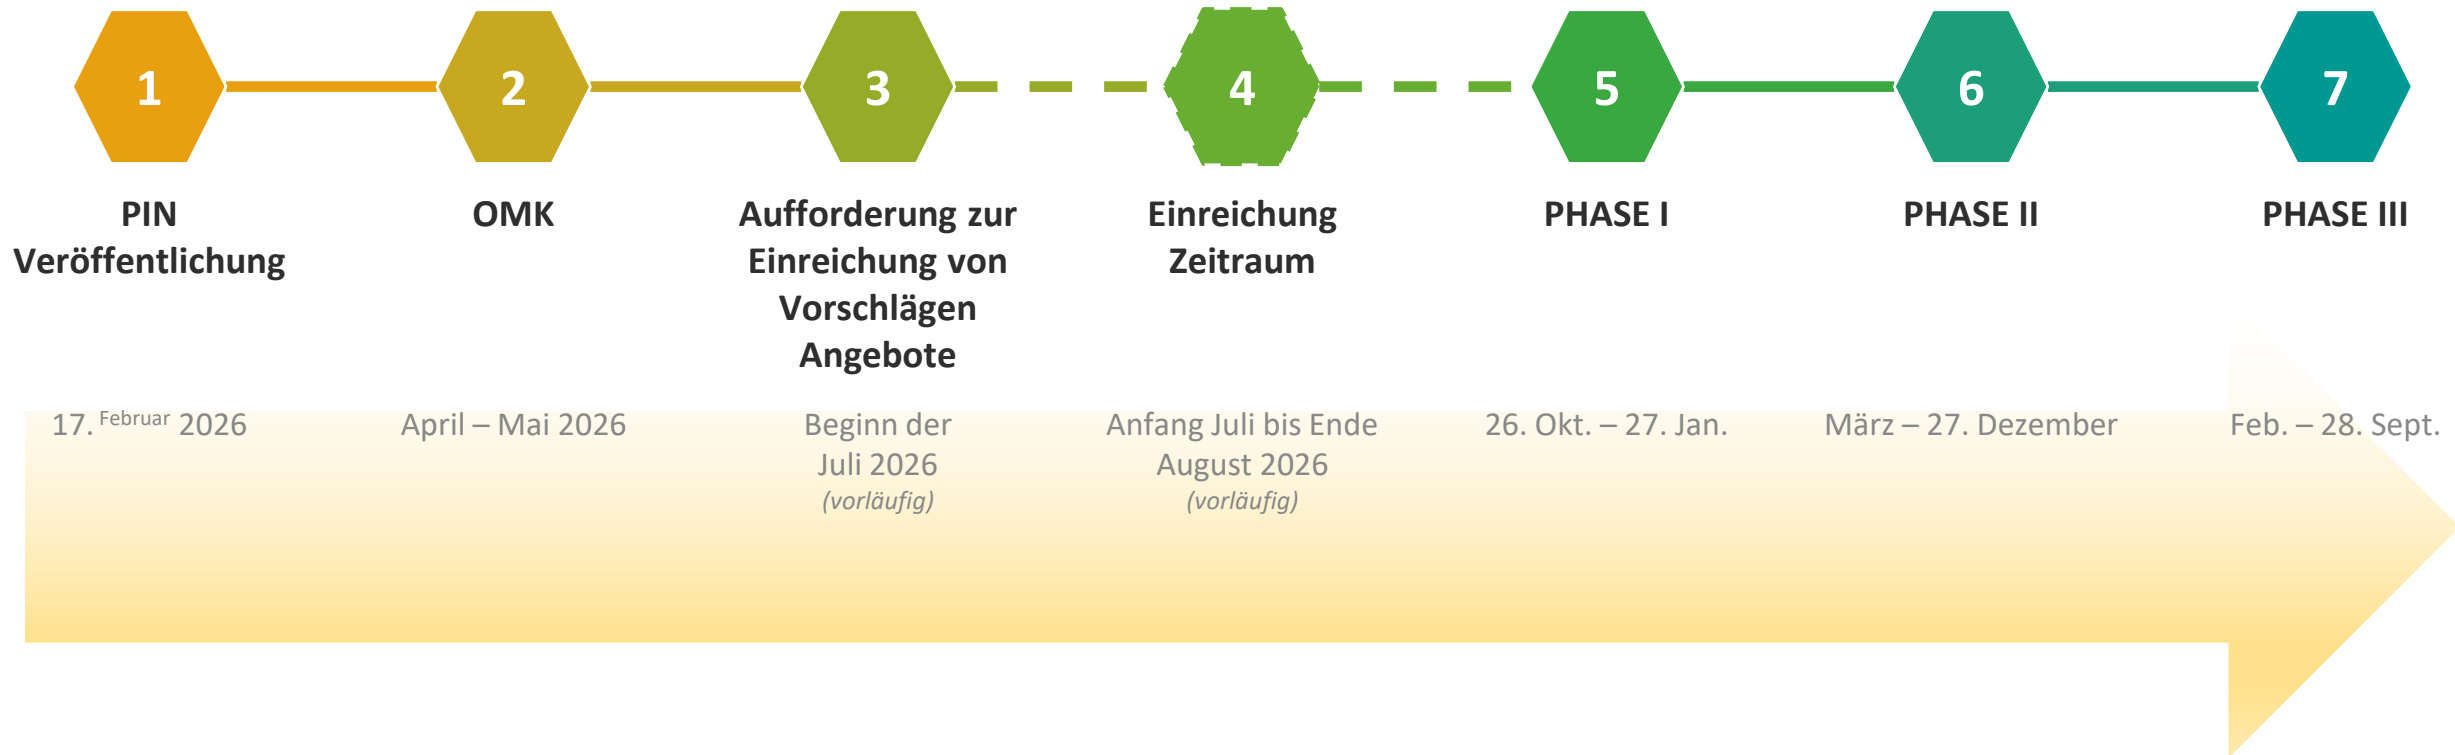 1
2
3
4
5
6
7
PIN
Veröffentlichung
OMK
Aufforderung zur
Einreichung von
Vorschlägen
Angebote
Einreichung
Zeitraum
PHASE I
PHASE II
PHASE III
17. Februar 2026
April – Mai 2026
Beginn der
Juli 2026
(vorläufig)
Anfang Juli bis Ende
August 2026
(vorläufig)
26. Okt. – 27. Jan.
März – 27. Dezember
Feb. – 28. Sept.